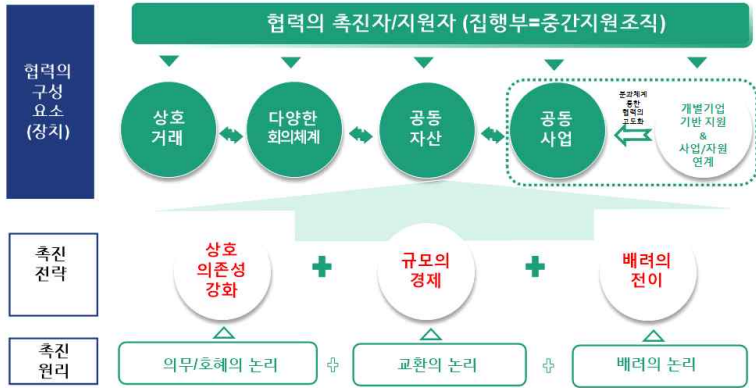 협력의 촉진자/지원자 (집행부=중간지원조직)
협력의
구성
요소
(장치)
상호
거래
다양한
회의체계
공동
자산
공동
사업
분과체계
통한
협력의
고도화
개별기업
기반 지원
&
사업/자원
연계
촉진
전략
상호
의존성
강화
규모의
경제
배려의
전이
촉진
원리
의무/호혜의 논리
교환의 논리
배려의 논리